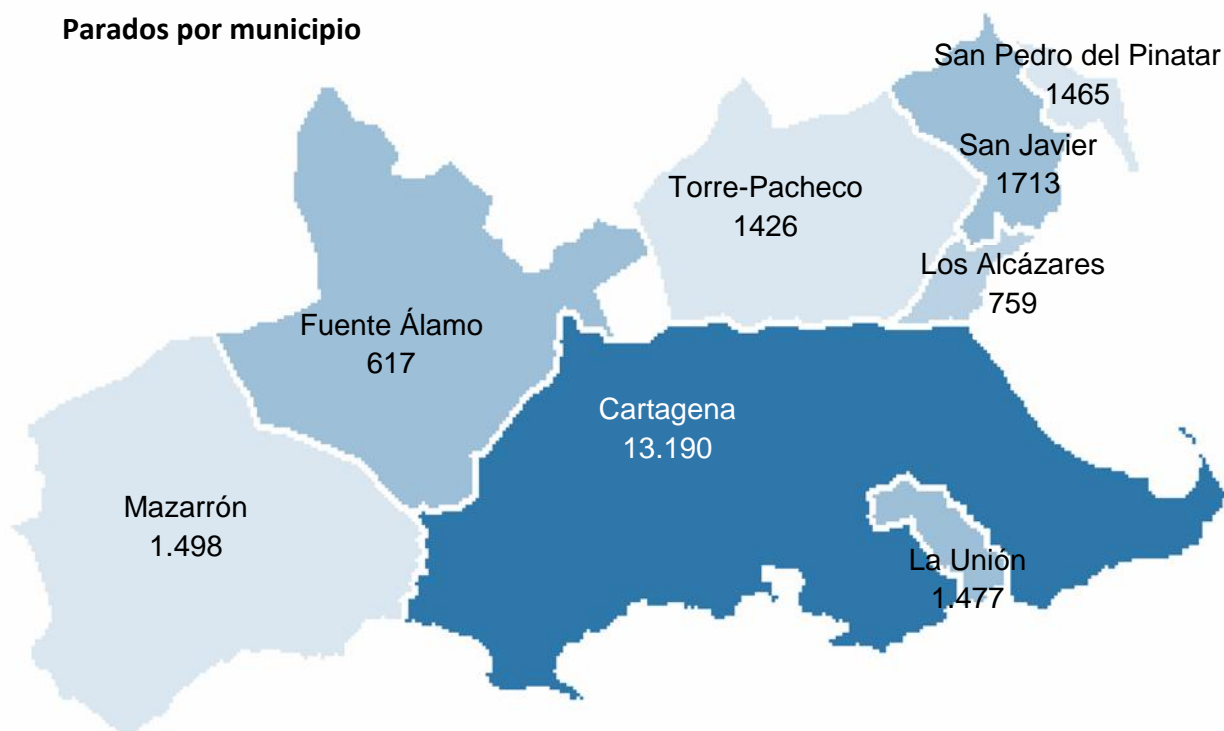 Parados por municipio
San Pedro del Pinatar
1465
San Javier
1713
Torre-Pacheco
1426
Los Alcázares
759
Fuente Álamo
617
Cartagena
13.190
Mazarrón
1.498
La Unión
1.477